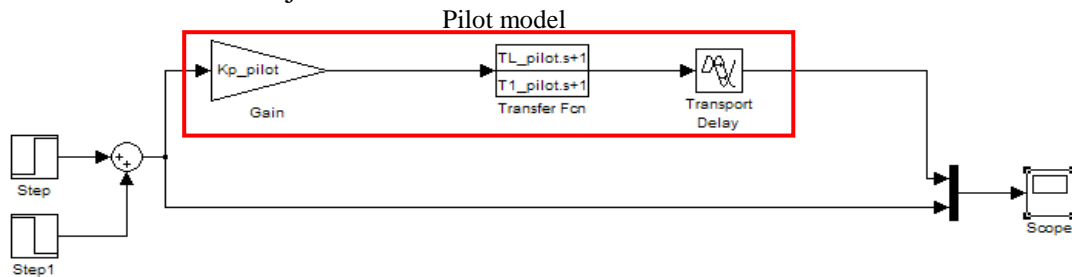 Pilot model
Kp_pilot
Gain
TL_pilot.s+1
T1_pilot.s+1
Transfer Fcn
Transport
Delay
Step
++
Step1
Scope